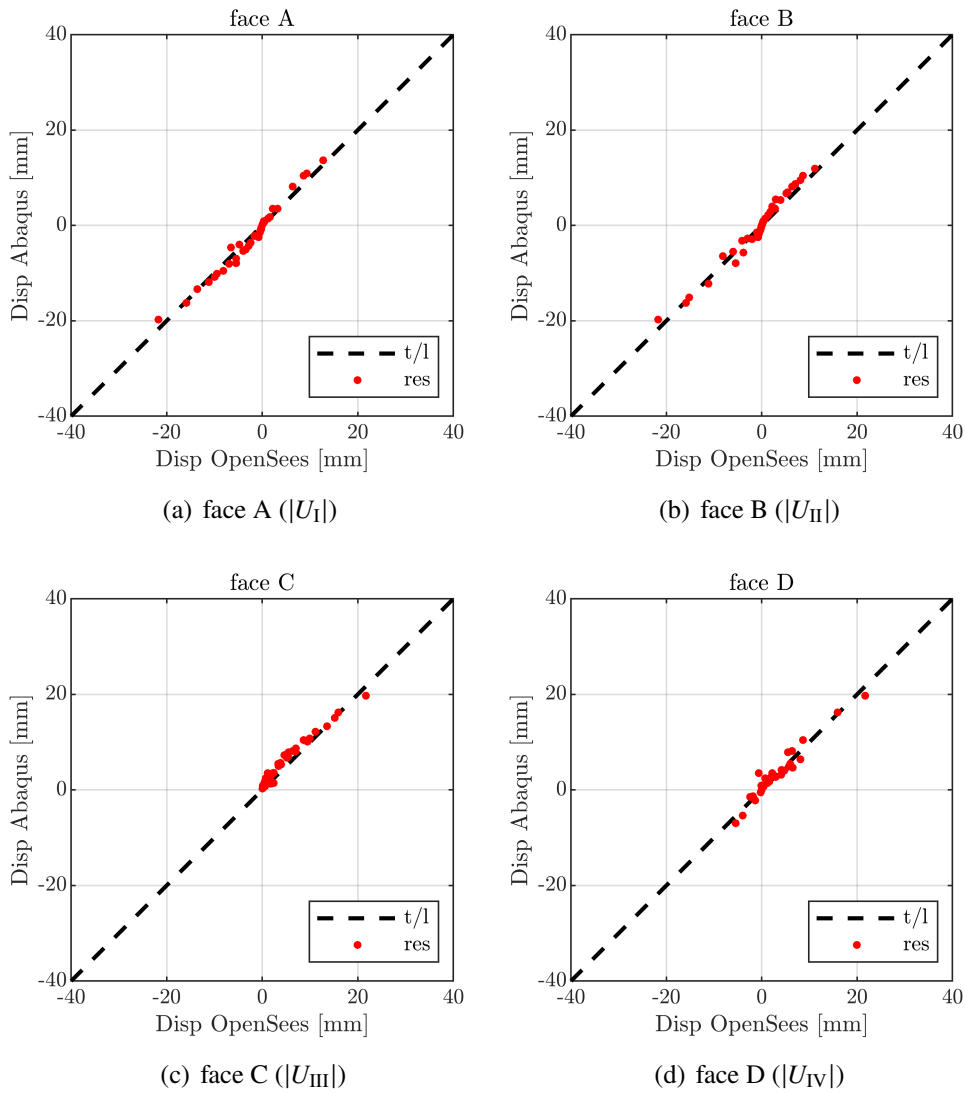 face A
40
20
0
-20
-40
-40
-20
0
20
40
Disp Abaqus [mm]
Disp OpenSees [mm]
t/l
res
(a) face A (|U_I|)
face B
40
20
0
-20
-40
-40
-20
0
20
40
Disp Abaqus [mm]
Disp OpenSees [mm]
t/l
res
(b) face B (|U_II|)
face C
40
20
0
-20
-40
-40
-20
0
20
40
Disp Abaqus [mm]
Disp OpenSees [mm]
t/l
res
(c) face C (|U_III|)
face D
40
20
0
-20
-40
-40
-20
0
20
40
Disp Abaqus [mm]
Disp OpenSees [mm]
t/l
res
(d) face D (|U_IV|)